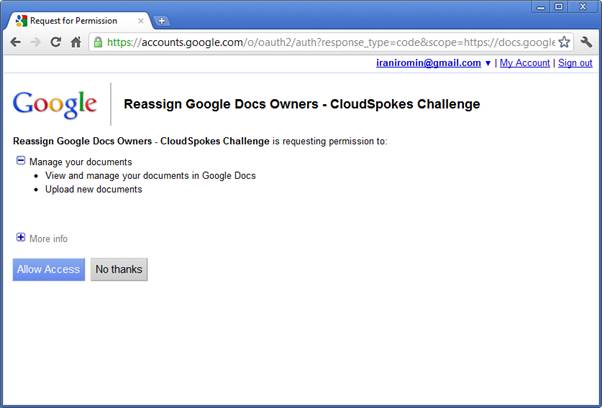 Request for Permission
https://accounts.google.com/o/oauth2/auth?response_type=code&scope=https://docs.google
iraniromin@gmail.com ▼ | My Account | Sign out
Google
Reassign Google Docs Owners - CloudSpokes Challenge
Reassign Google Docs Owners - CloudSpokes Challenge is requesting permission to:
Manage your documents
• View and manage your documents in Google Docs
• Upload new documents
More info
Allow Access No thanks